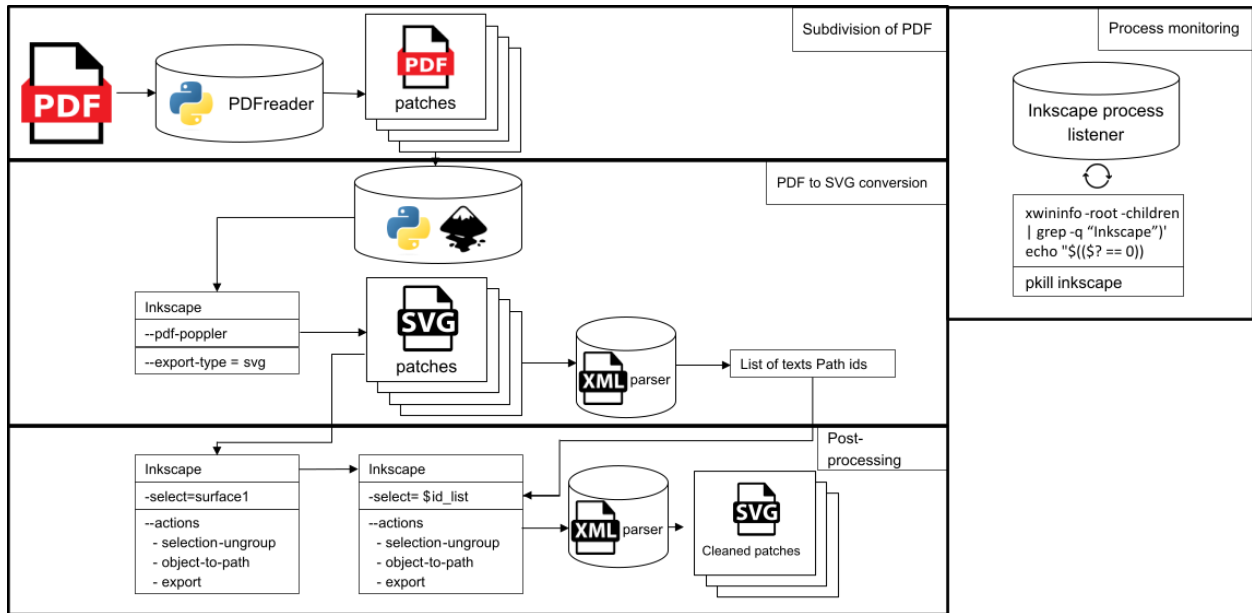 Subdivision of PDF
PDF
PDFreader
PDF
patches
PDF to SVG conversion
Inkscape
--pdf-poppler
--export-type = svg
SVG
patches
XML parser
List of texts Path ids
Post-
processing
Inkscape
-select=surface1
--actions
- selection-ungroup
- object-to-path
- export
Inkscape
-select= $id_list
--actions
- selection-ungroup
- object-to-path
- export
XML parser
SVG
Cleaned patches
Process monitoring
Inkscape process
listener
xwininfo -root -children
| grep -q “Inkscape”)'
echo "$(($? == 0))
pkill inkscape